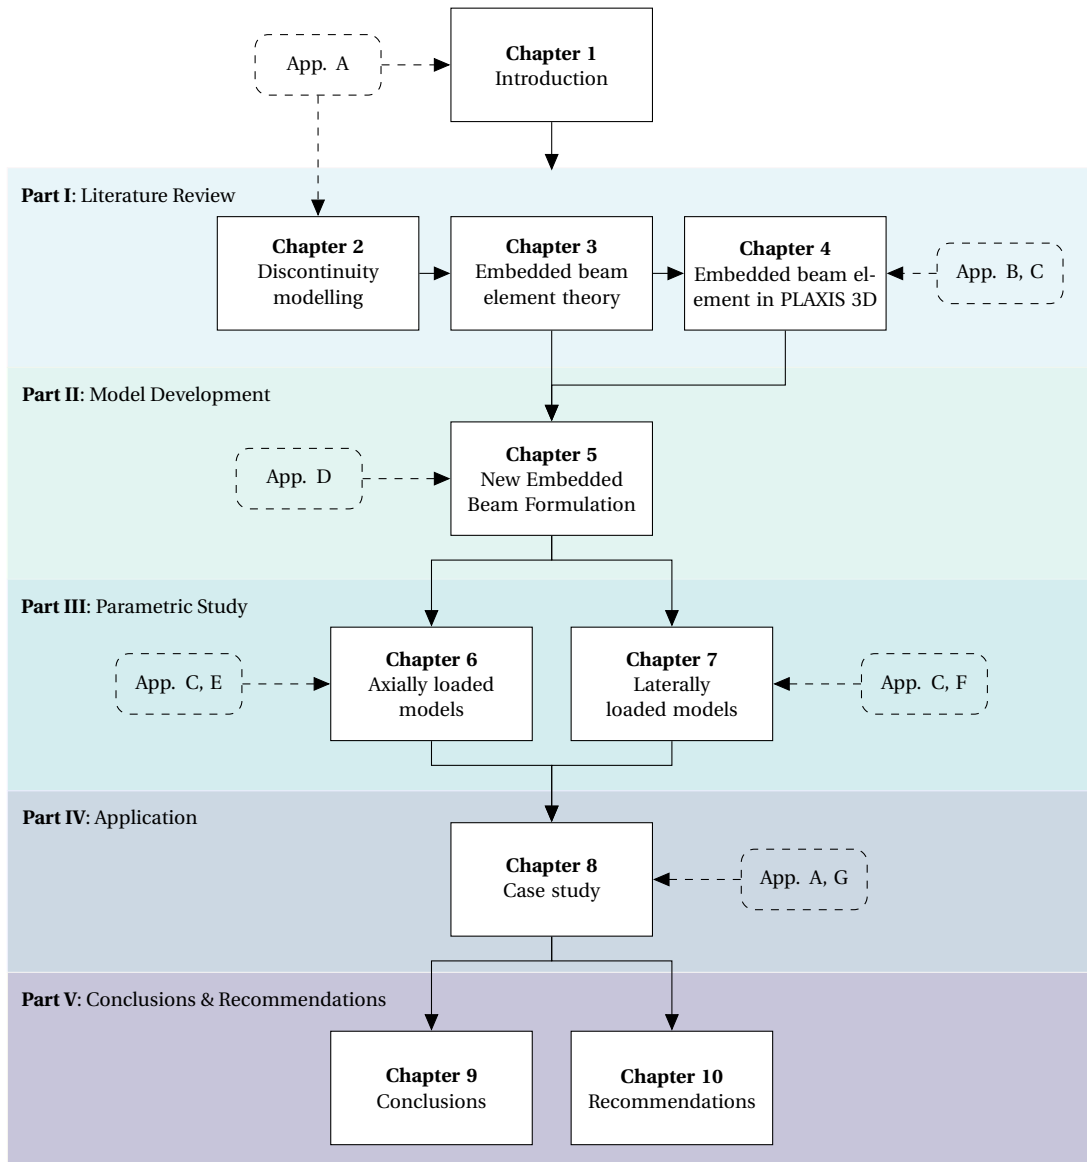 App. A
Chapter 1
Introduction
Part I: Literature Review
Chapter 2
Discontinuity
modelling
Chapter 3
Embedded beam
element theory
Chapter 4
Embedded beam el-
ement in PLAXIS 3D
App. B, C
Part II: Model Development
App. D
Chapter 5
New Embedded
Beam Formulation
Part III: Parametric Study
App. C, E
Chapter 6
Axially loaded
models
Chapter 7
Laterally
loaded models
App. C, F
Part IV: Application
Chapter 8
Case study
App. A, G
Part V: Conclusions & Recommendations
Chapter 9
Conclusions
Chapter 10
Recommendations